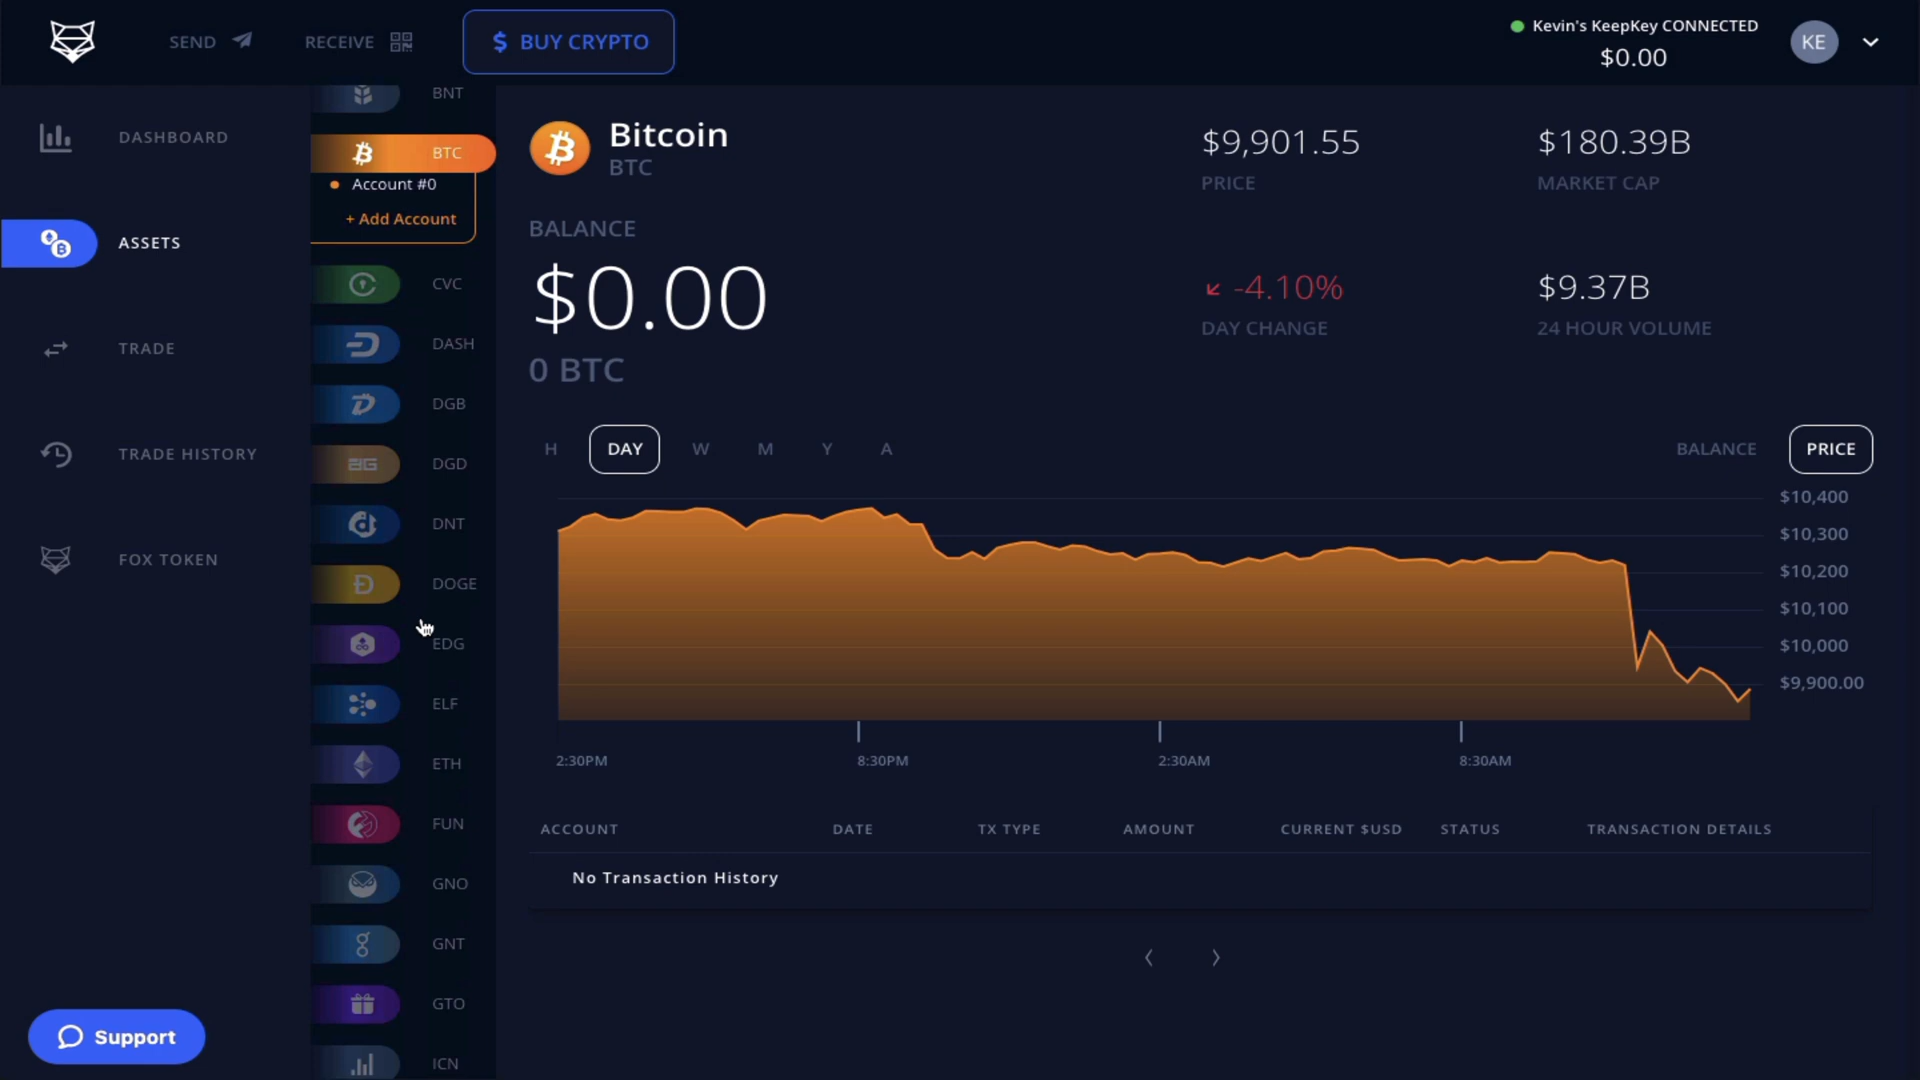 SEND
RECEIVE
$ BUY CRYPTO
Kevin's KeepKey CONNECTED
$0.00
KE
DASHBOARD
ASSETS
TRADE
TRADE HISTORY
FOX TOKEN
Support
BNT
BTC
Account #0
+ Add Account
CVC
DASH
DGB
DGD
DNT
DOGE
EDG
ELF
ETH
FUN
GNO
GNT
GTO
ICN
Bitcoin
BTC
$9,901.55
PRICE
$180.39B
MARKET CAP
BALANCE
$0.00
0 BTC
-4.10%
DAY CHANGE
$9.37B
24 HOUR VOLUME
H DAY W M Y A
BALANCE PRICE
$10,400
$10,300
$10,200
$10,100
$10,000
$9,900.00
2:30PM 8:30PM 2:30AM 8:30AM
ACCOUNT DATE TX TYPE AMOUNT CURRENT $USD STATUS TRANSACTION DETAILS
No Transaction History